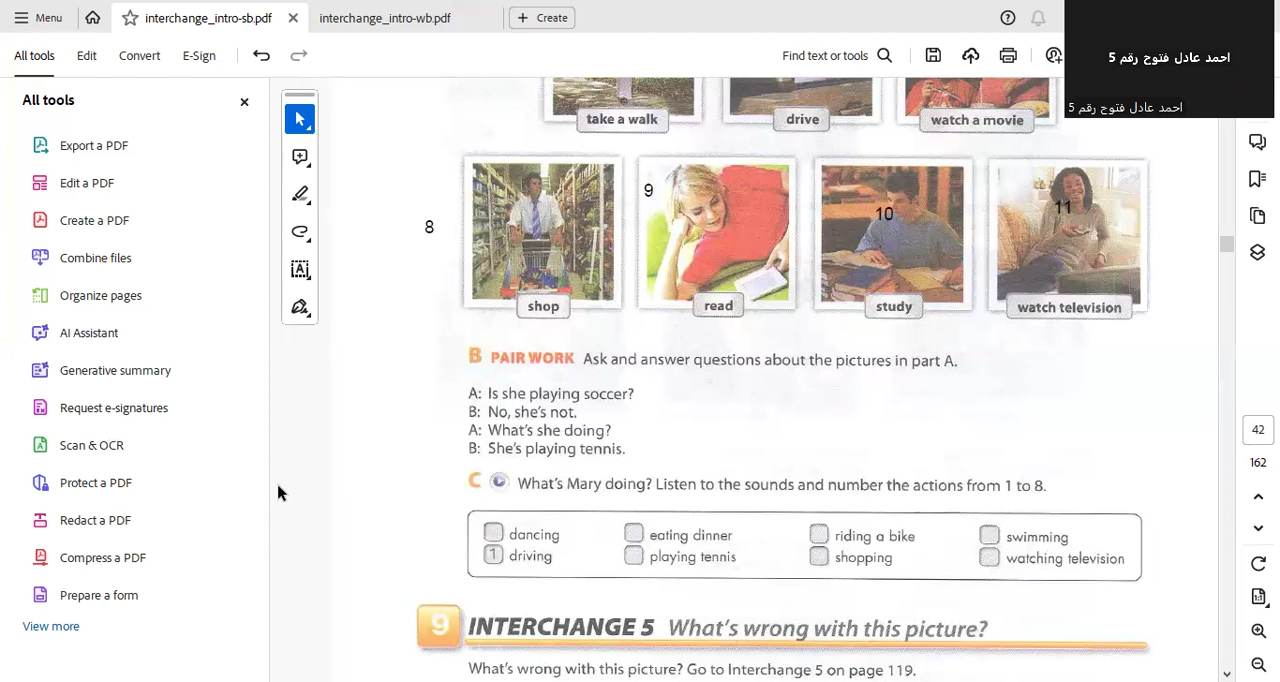 Menu
interchange_intro-sb.pdf
interchange_intro-wb.pdf
Create
All tools
Edit
Convert
E-Sign
Find text or tools
احمد عادل فتوح رقم 5
احمد عادل فتوح رقم 5
All tools
Export a PDF
Edit a PDF
Create a PDF
Combine files
Organize pages
AI Assistant
Generative summary
Request e-signatures
Scan & OCR
Protect a PDF
Redact a PDF
Compress a PDF
Prepare a form
View more
take a walk
drive
watch a movie
8
9
10
11
shop
read
study
watch television
B PAIR WORK Ask and answer questions about the pictures in part A.
A: Is she playing soccer?
B: No, she's not.
A: What's she doing?
B: She's playing tennis.
C What's Mary doing? Listen to the sounds and number the actions from 1 to 8.
dancing eating dinner riding a bike swimming
1 driving playing tennis shopping watching television
9 INTERCHANGE 5 What's wrong with this picture?
What's wrong with this picture? Go to Interchange 5 on page 119.
42
162